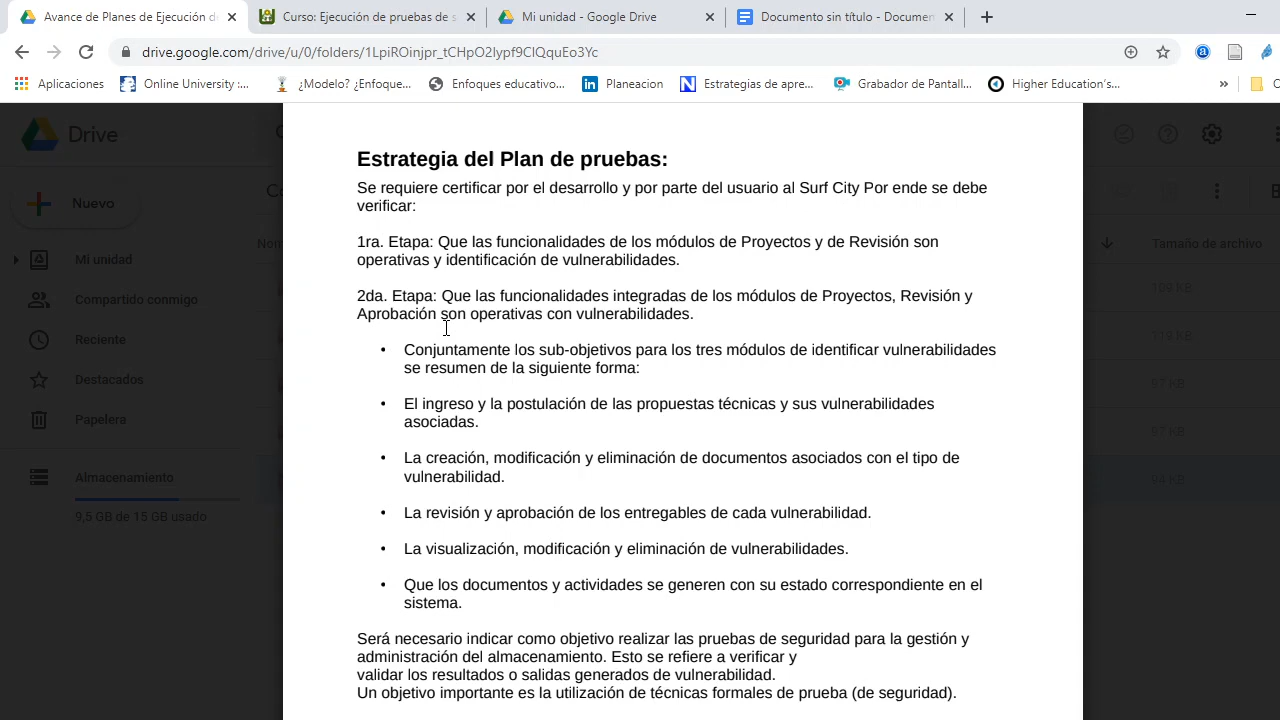 Avance de Planes de Ejecución de
Curso: Ejecución de pruebas de
Mi unidad - Google Drive
Documento sin título - Documen
drive.google.com/drive/u/0/folders/1LpiROinjpr_tCHpO2Iypf9CIQquEo3Yc
Aplicaciones
Online University :...
¿Modelo? ¿Enfoque...
Enfoques educativo...
Planeacion
Estrategias de apre...
Grabador de Pantall...
Higher Education's...
»
Drive
Nuevo
Mi unidad
Compartido conmigo
Reciente
Destacados
Papelera
Almacenamiento
9,5 GB de 15 GB usado
Estrategia del Plan de pruebas:
Se requiere certificar por el desarrollo y por parte del usuario al Surf City Por ende se debe
verificar:
1ra. Etapa: Que las funcionalidades de los módulos de Proyectos y de Revisión son
operativas y identificación de vulnerabilidades.
2da. Etapa: Que las funcionalidades integradas de los módulos de Proyectos, Revisión y
Aprobación son operativas con vulnerabilidades.
• Conjuntamente los sub-objetivos para los tres módulos de identificar vulnerabilidades
se resumen de la siguiente forma:
• El ingreso y la postulación de las propuestas técnicas y sus vulnerabilidades
asociadas.
• La creación, modificación y eliminación de documentos asociados con el tipo de
vulnerabilidad.
• La revisión y aprobación de los entregables de cada vulnerabilidad.
• La visualización, modificación y eliminación de vulnerabilidades.
• Que los documentos y actividades se generen con su estado correspondiente en el
sistema.
Será necesario indicar como objetivo realizar las pruebas de seguridad para la gestión y
administración del almacenamiento. Esto se refiere a verificar y
validar los resultados o salidas generados de vulnerabilidad.
Un objetivo importante es la utilización de técnicas formales de prueba (de seguridad).
Tamaño de archivo
97 KB
97 KB
94 KB